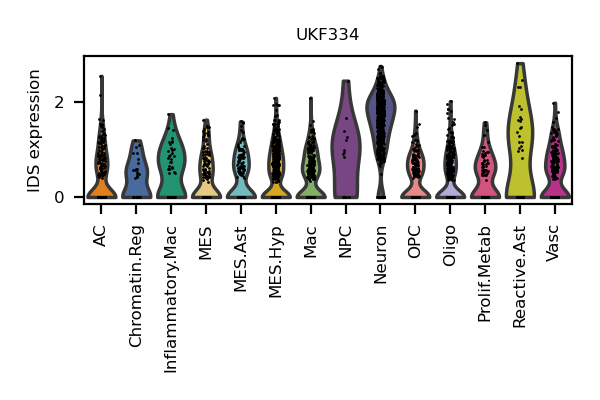 UKF334
IDS expression
2
0
AC
Chromatin.Reg
Inflammatory.Mac
MES
MES.Ast
MES.Hyp
Mac
NPC
Neuron
OPC
Oligo
Prolif.Metab
Reactive.Ast
Vasc